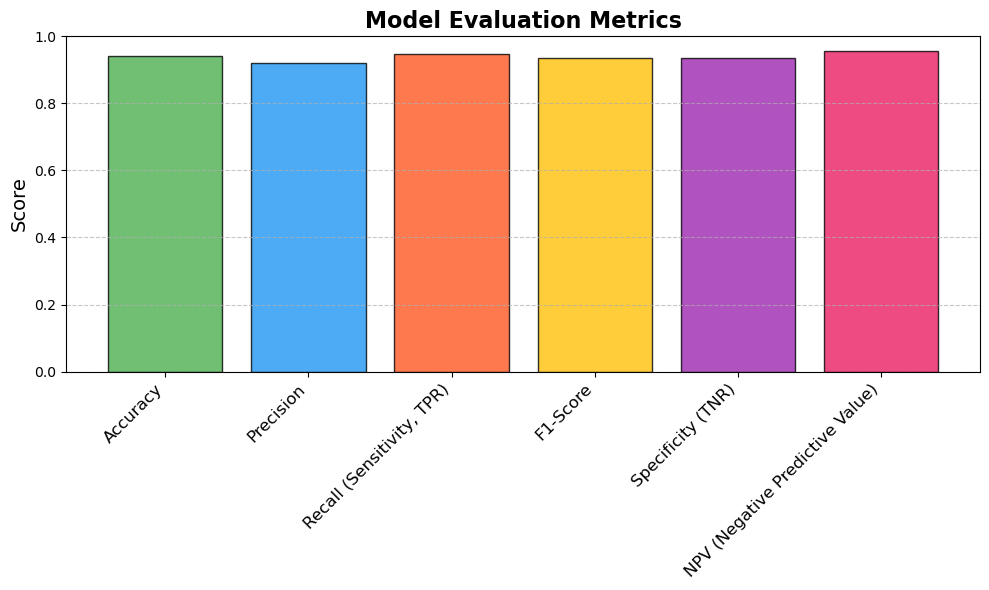 Model Evaluation Metrics
Score
1.0
0.8
0.6
0.4
0.2
0.0
Accuracy
Precision
Recall (Sensitivity, TPR)
F1-Score
Specificity (TNR)
NPV (Negative Predictive Value)